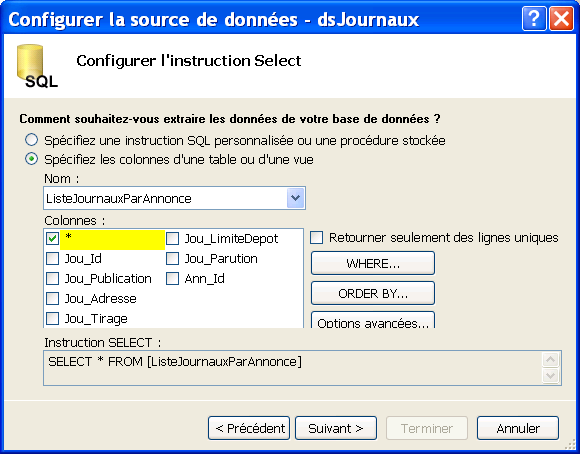 Configurer la source de données - dsJournaux
SQL
Configurer l'instruction Select
Comment souhaitez-vous extraire les données de votre base de données ?
Spécifiez une instruction SQL personnalisée ou une procédure stockée
Spécifiez les colonnes d'une table ou d'une vue
Nom :
ListeJournauxParAnnonce
Colonnes :
* Jou_LimiteDepot Retourner seulement des lignes uniques
Jou_Id Jou_Parution WHERE...
Jou_Publication Ann_Id
Jou_Adresse ORDER BY...
Jou_Tirage Options avancées...
Instruction SELECT :
SELECT * FROM [ListeJournauxParAnnonce]
< Précédent Suivant > Terminer Annuler